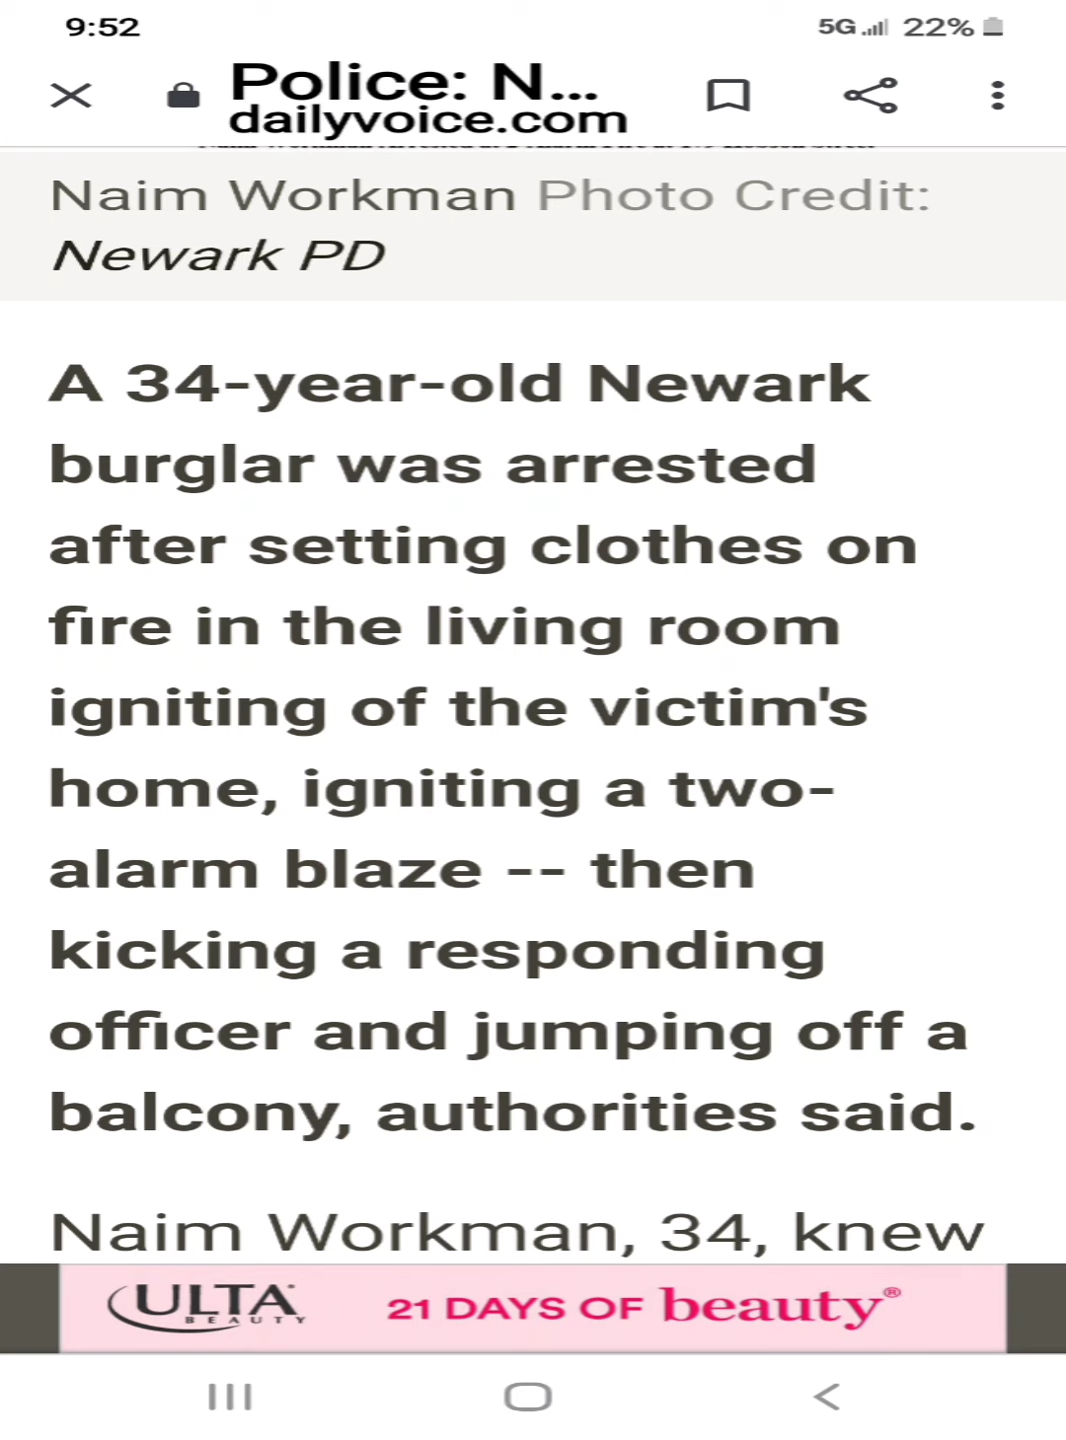 9:52 5G 22%
Police: N...
dailyvoice.com
Naim Workman Photo Credit:
Newark PD
A 34-year-old Newark
burglar was arrested
after setting clothes on
fire in the living room
igniting of the victim's
home, igniting a two-
alarm blaze -- then
kicking a responding
officer and jumping off a
balcony, authorities said.
Naim Workman, 34, knew
ULTA BEAUTY 21 DAYS OF beauty®